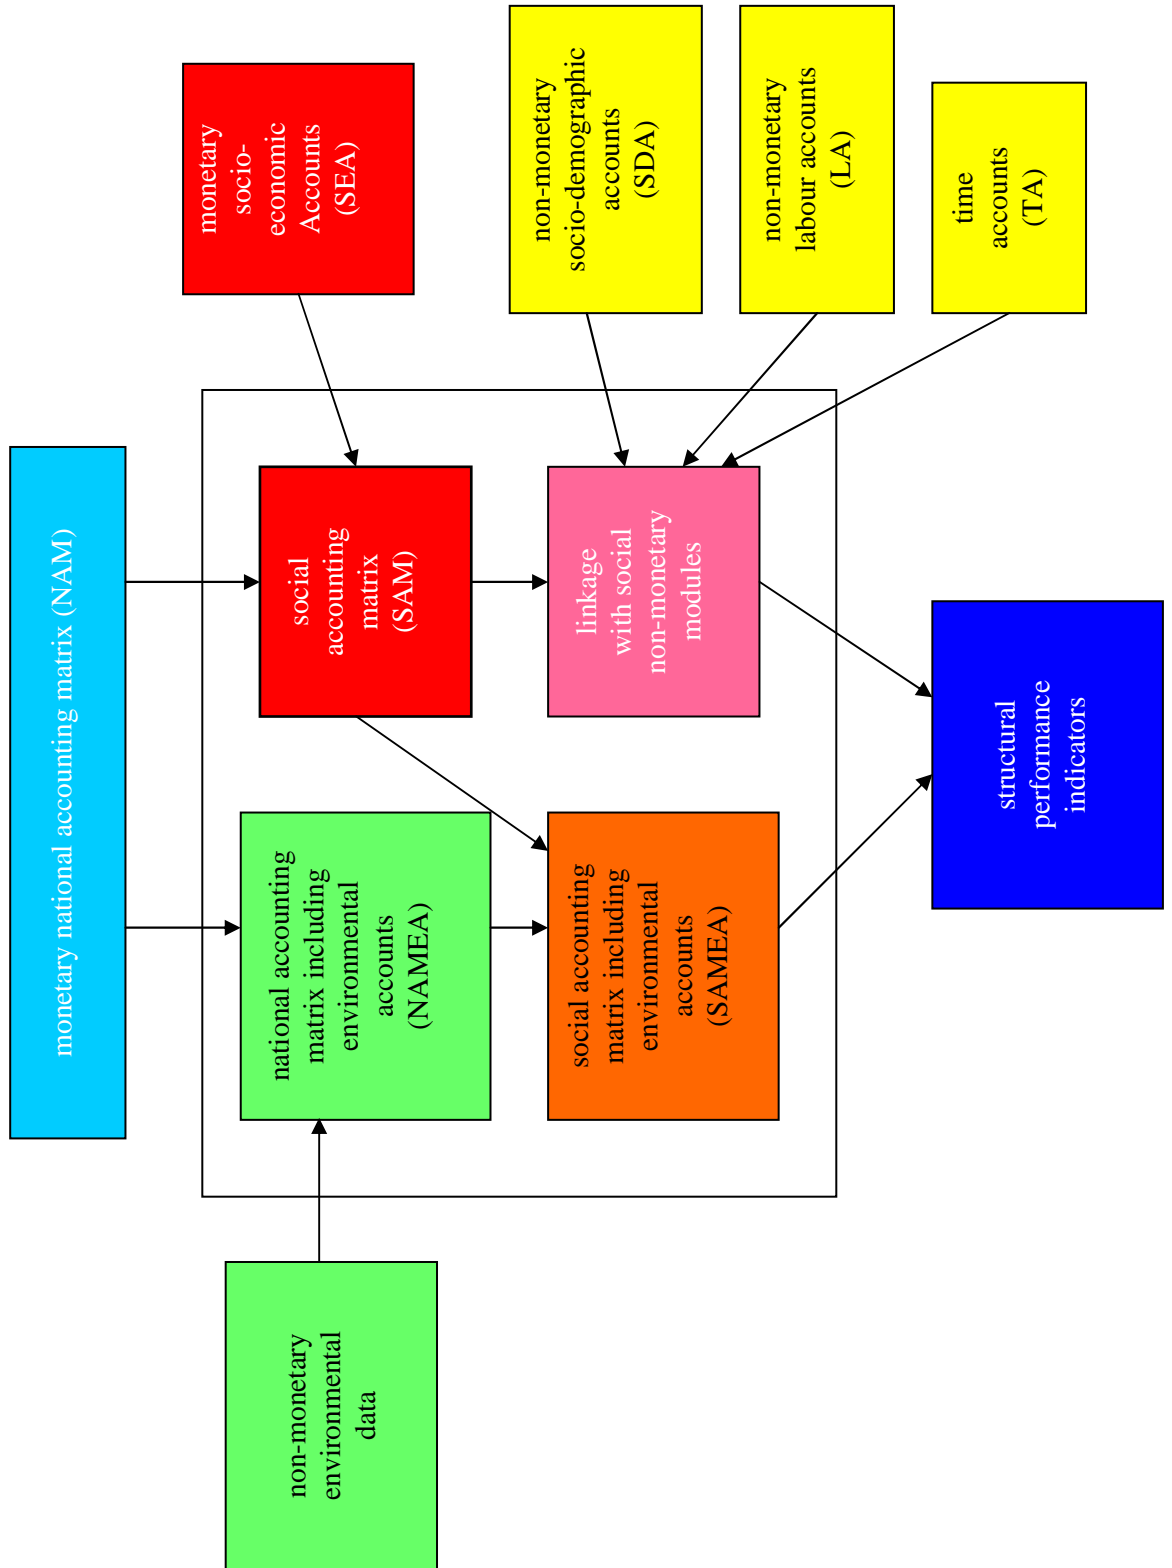 monetary national accounting matrix (NAM)
non-monetary
environmental
data
national accounting
matrix including
environmental
accounts
(NAMEA)
social
accounting
matrix
(SAM)
monetary
socio-
economic
Accounts
(SEA)
social accounting
matrix including
environmental
accounts
(SAMEA)
linkage
with social
non-monetary
modules
non-monetary
socio-demographic
accounts
(SDA)
non-monetary
labour accounts
(LA)
time
accounts
(TA)
structural
performance
indicators